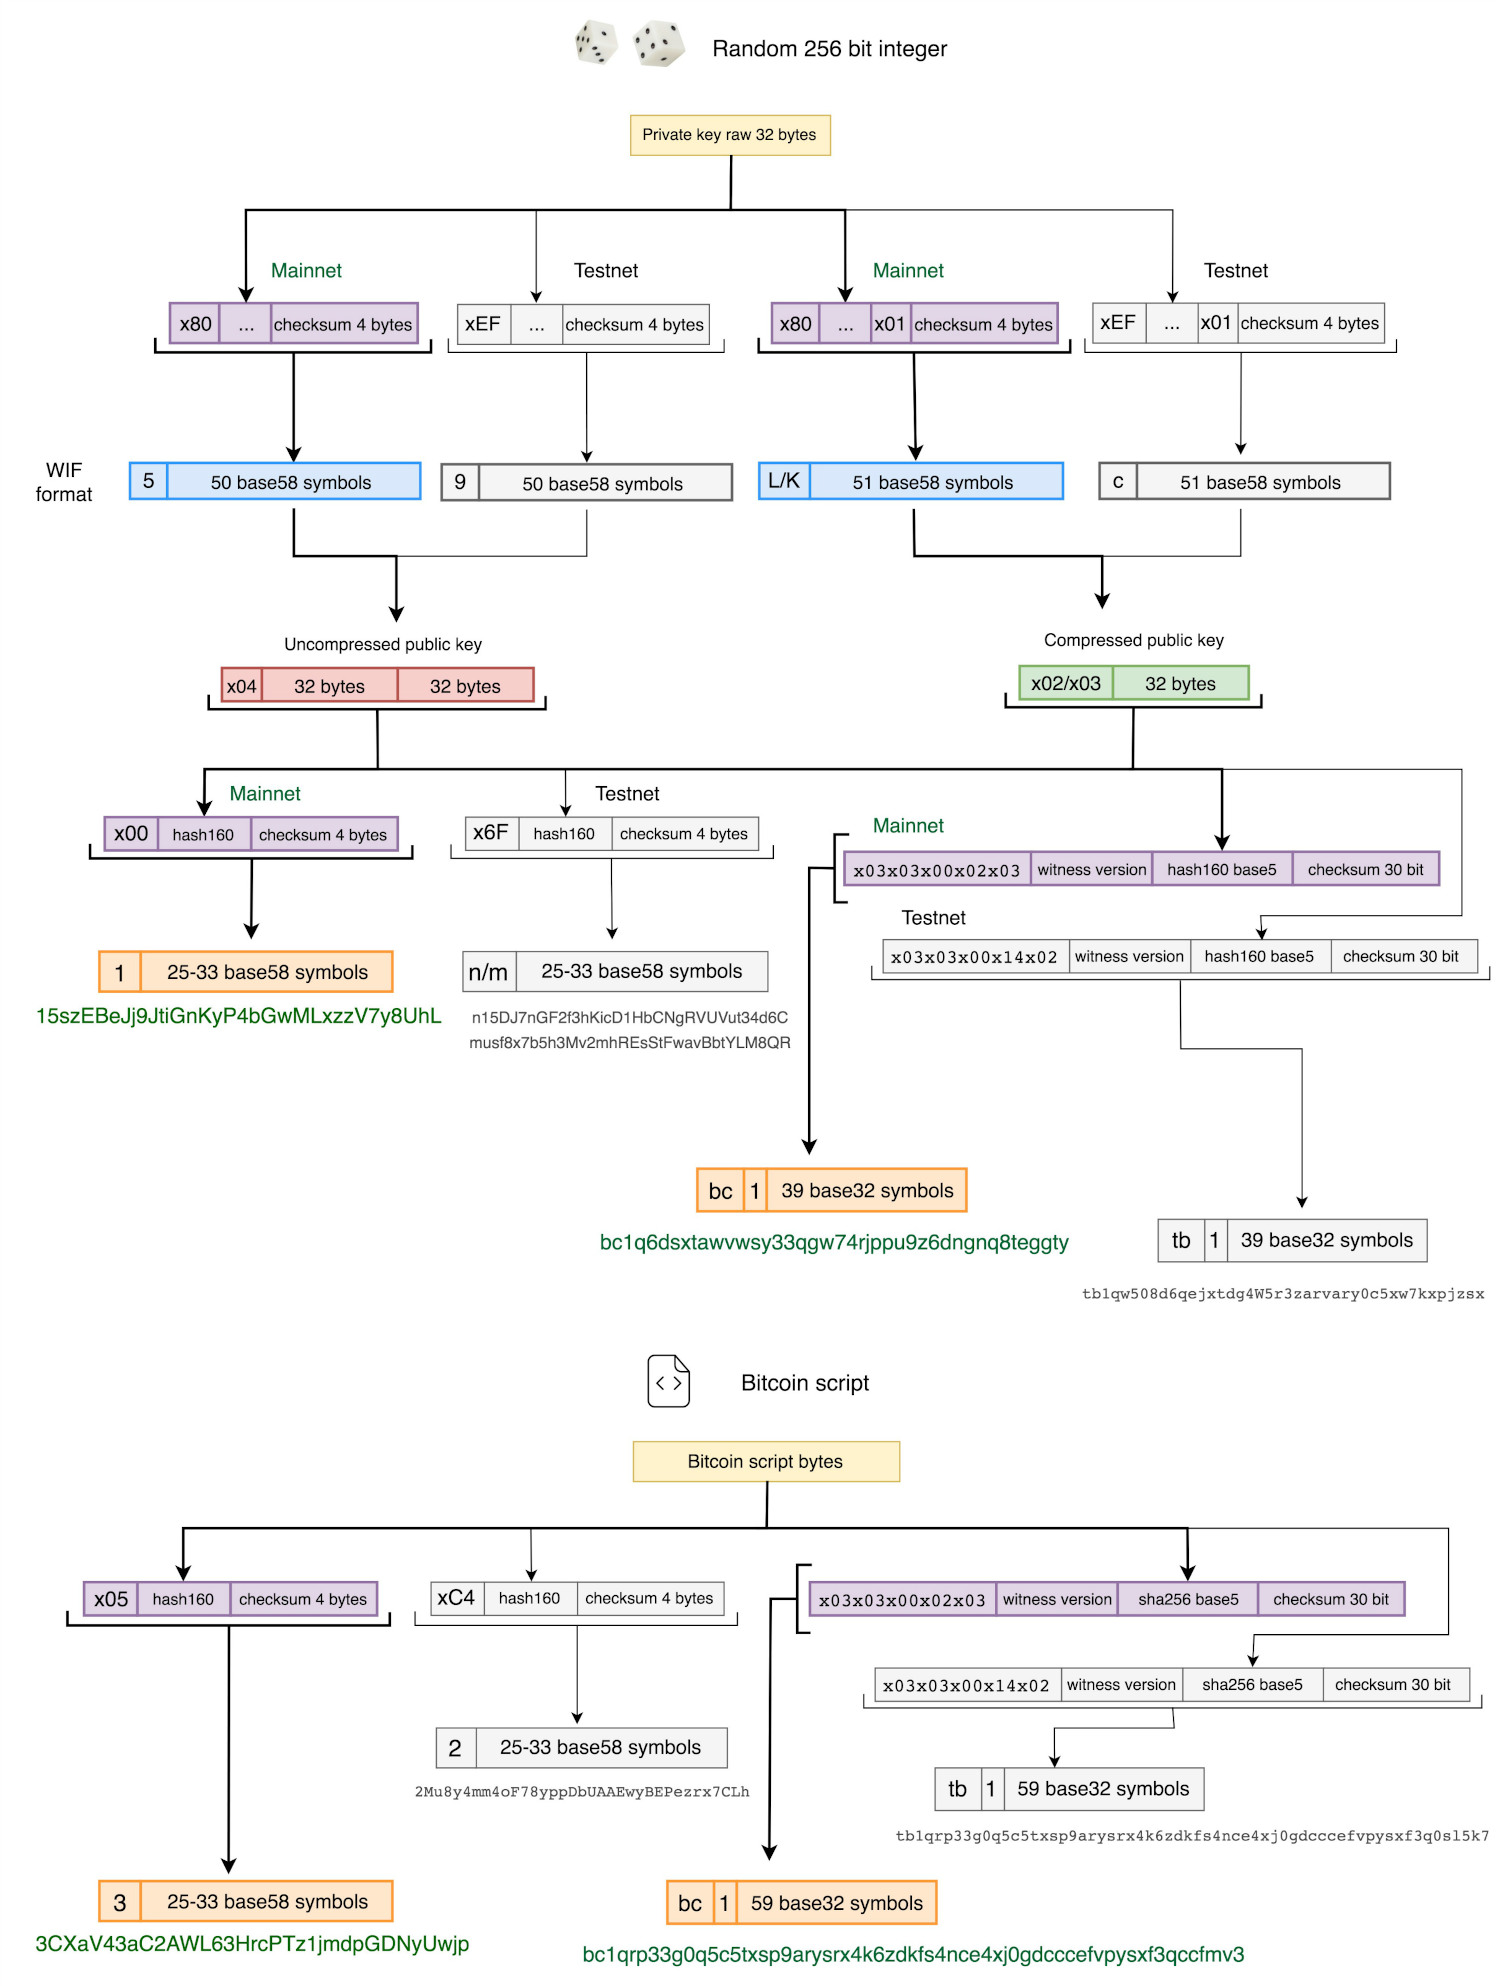 Random 256 bit integer
Private key raw 32 bytes
Mainnet
Testnet
Mainnet
Testnet
x80 ... checksum 4 bytes
xEF ... checksum 4 bytes
x80 ... x01 checksum 4 bytes
xEF ... x01 checksum 4 bytes
WIF
format
5 50 base58 symbols
9 50 base58 symbols
L/K 51 base58 symbols
c 51 base58 symbols
Uncompressed public key
Compressed public key
x04 32 bytes 32 bytes
x02/x03 32 bytes
Mainnet
Testnet
x00 hash160 checksum 4 bytes
x6F hash160 checksum 4 bytes
Mainnet
x03x03x00x02x03 witness version hash160 base5 checksum 30 bit
Testnet
x03x03x00x14x02 witness version hash160 base5 checksum 30 bit
1 25-33 base58 symbols
15szEBeJj9JtiGnKyP4bGwMLxzzV7y8UhL
n/m 25-33 base58 symbols
n15DJ7nGF2f3hKicD1HbCNgRVUVut34d6C
musf8x7b5h3Mv2mhREsStFwavBbtYLM8QR
bc 1 39 base32 symbols
bc1q6dsxtawvwsy33qgw74rjppu9z6dngnq8teggty
tb 1 39 base32 symbols
tb1qw508d6qejxtdg4W5r3zarvary0c5xw7kxpjzsx
Bitcoin script
Bitcoin script bytes
x05 hash160 checksum 4 bytes
xC4 hash160 checksum 4 bytes
x03x03x00x02x03 witness version sha256 base5 checksum 30 bit
x03x03x00x14x02 witness version sha256 base5 checksum 30 bit
2 25-33 base58 symbols
2Mu8y4mm4oF78yppDbUAAEwyBEPezrx7CLh
tb 1 59 base32 symbols
tb1qrp33g0q5c5txsp9arysrx4k6zdkfs4nce4xj0gdcccefvpysxf3q0sl5k7
3 25-33 base58 symbols
3CXaV43aC2AWL63HrcPTz1jmdpGDNyUwjp
bc 1 59 base32 symbols
bc1qrp33g0q5c5txsp9arysrx4k6zdkfs4nce4xj0gdcccefvpysxf3qccfmv3